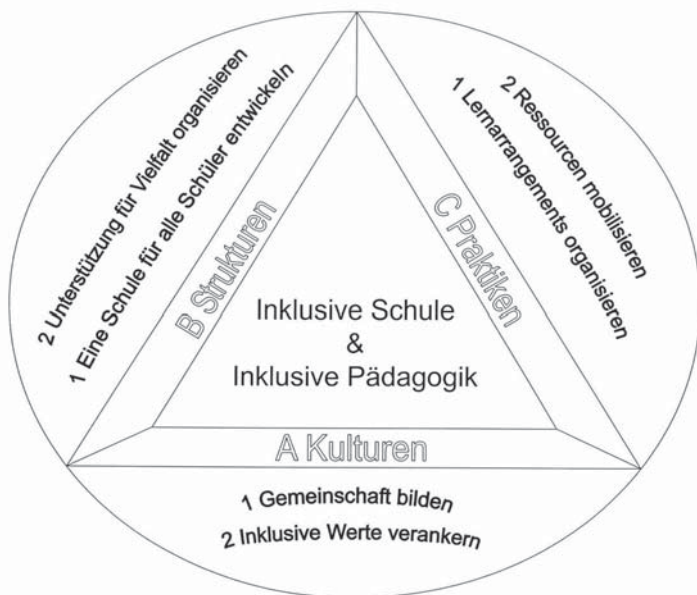 2 Unterstützung für Vielfalt organisieren
1 Eine Schule für alle Schüler entwickeln
B Strukturen
2 Ressourcen mobilisieren
1 Lernarrangements organisieren
C Praktiken
Inklusive Schule
&
Inklusive Pädagogik
A Kulturen
1 Gemeinschaft bilden
2 Inklusive Werte verankern